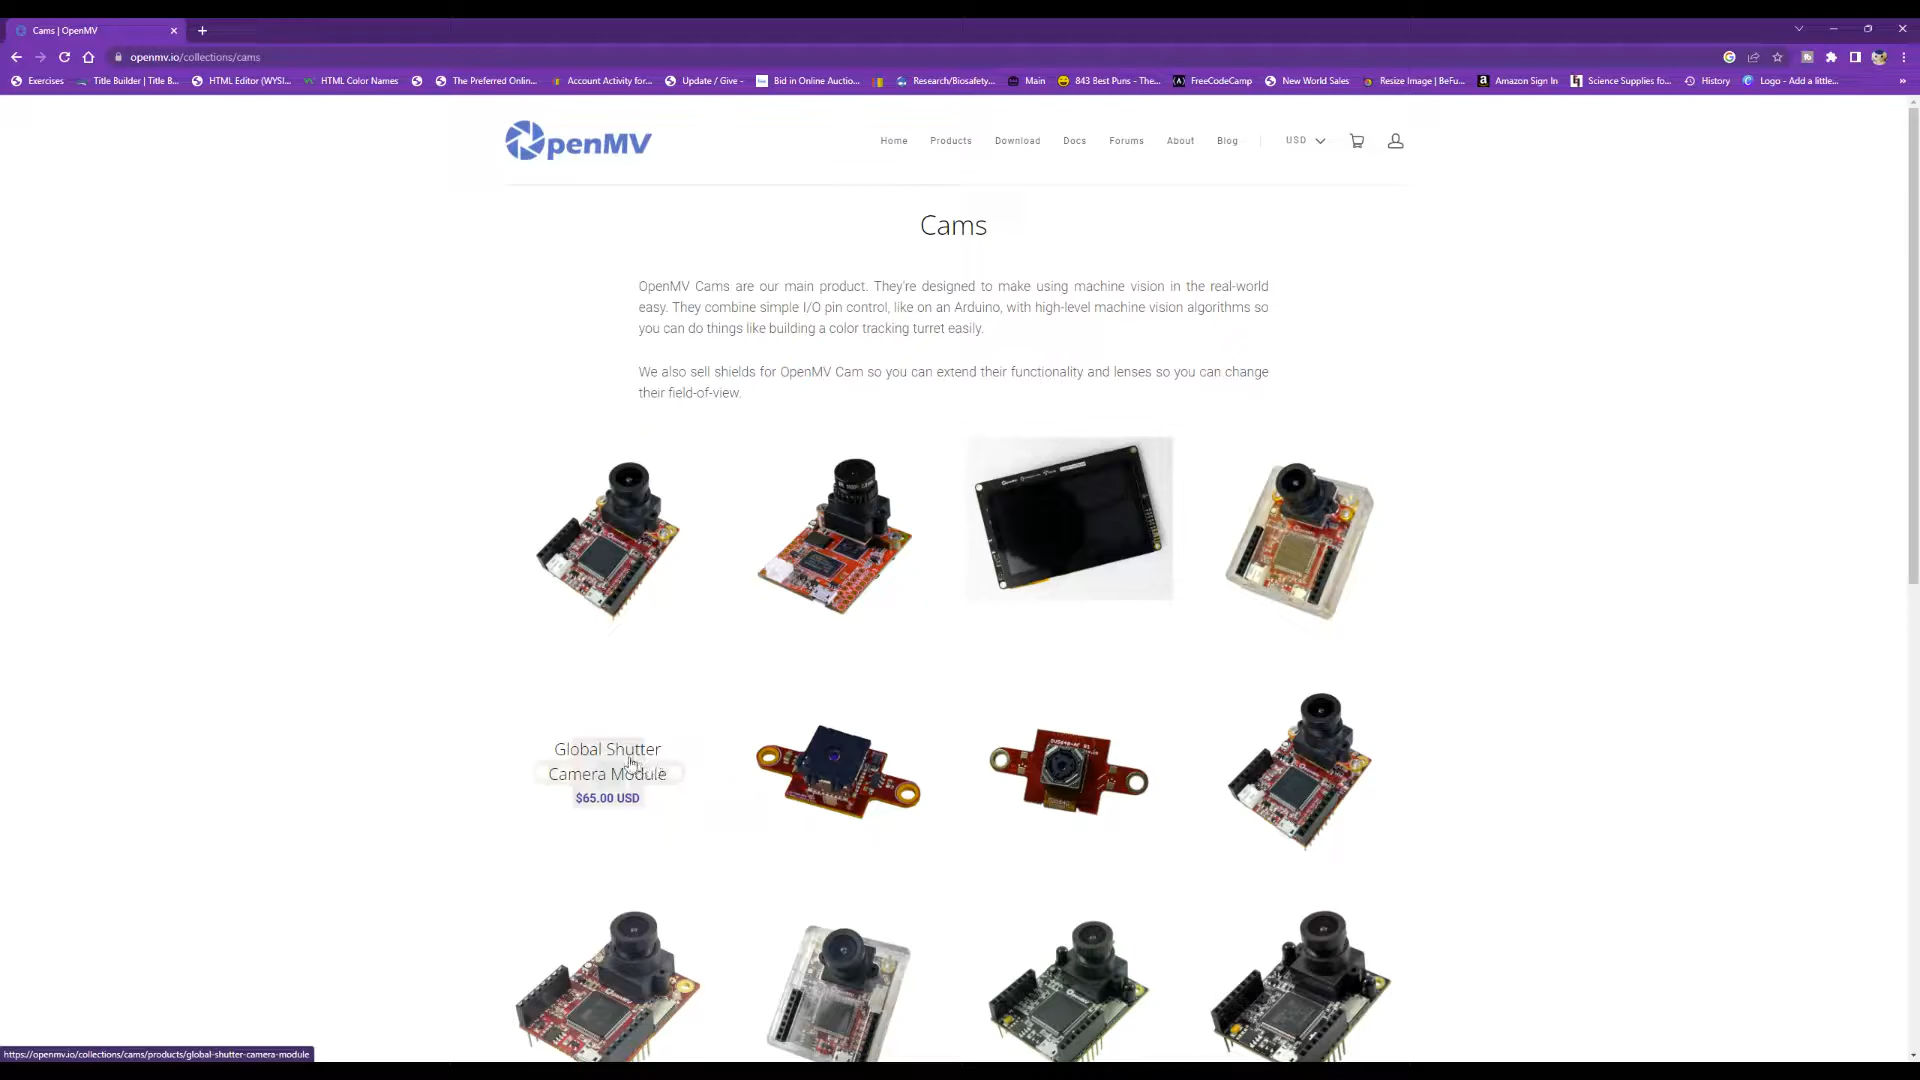 Cams | OpenMV
openmv.io/collections/cams
Exercises
Title Builder | Title B...
HTML Editor (WYSI...
HTML Color Names
The Preferred Onlin...
Account Activity for...
Update / Give -
Bid in Online Auctio...
Research/Biosafety...
Main
843 Best Puns - The...
FreeCodeCamp
New World Sales
Resize Image | BeFu...
Amazon Sign In
Science Supplies fo...
History
Logo - Add a little...
OpenMV
Home
Products
Download
Docs
Forums
About
Blog
USD
Cams
OpenMV Cams are our main product. They're designed to make using machine vision in the real-world
easy. They combine simple I/O pin control, like on an Arduino, with high-level machine vision algorithms so
you can do things like building a color tracking turret easily.
We also sell shields for OpenMV Cam so you can extend their functionality and lenses so you can change
their field-of-view.
Global Shutter
Camera Module
$65.00 USD
https://openmv.io/collections/cams/products/global-shutter-camera-module